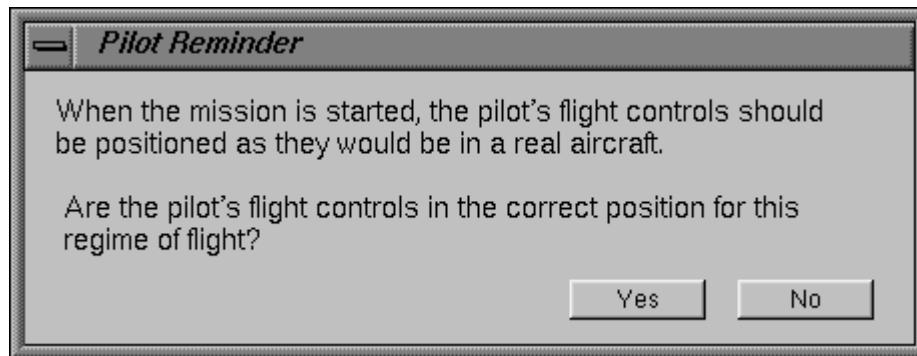 Pilot Reminder
When the mission is started, the pilot's flight controls should
be positioned as they would be in a real aircraft.
Are the pilot's flight controls in the correct position for this
regime of flight?
Yes No